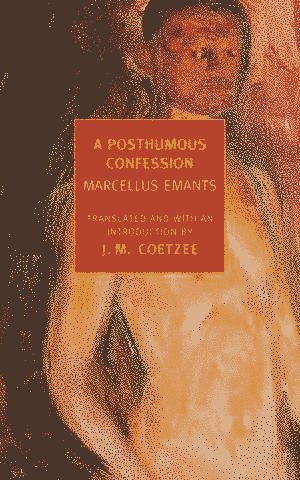 A POSTHUMOUS
CONFESSION
MARCELLUS EMANTS
TRANSLATED AND WITH AN
INTRODUCTION BY
J. M. COETZEE